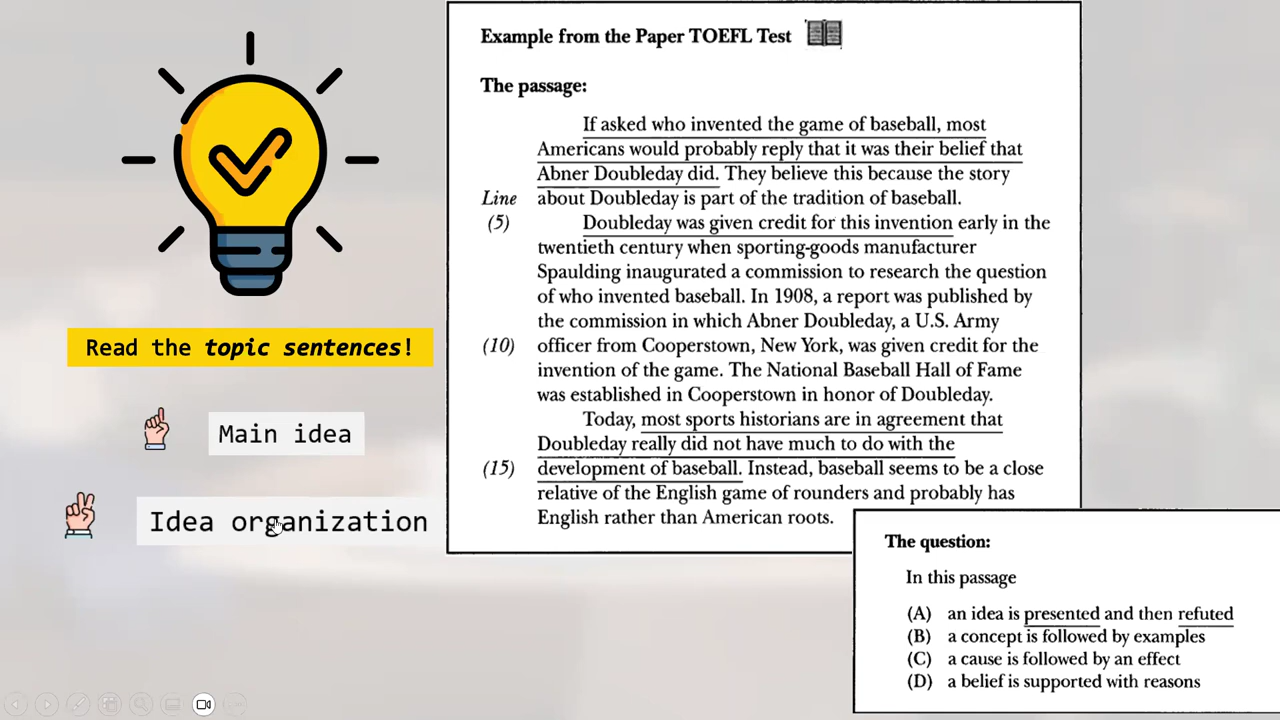 Read the topic sentences!
Main idea
Idea organization
Example from the Paper TOEFL Test
The passage:
If asked who invented the game of baseball, most
Americans would probably reply that it was their belief that
Abner Doubleday did. They believe this because the story
Line about Doubleday is part of the tradition of baseball.
(5) Doubleday was given credit for this invention early in the
twentieth century when sporting-goods manufacturer
Spaulding inaugurated a commission to research the question
of who invented baseball. In 1908, a report was published by
the commission in which Abner Doubleday, a U.S. Army
(10) officer from Cooperstown, New York, was given credit for the
invention of the game. The National Baseball Hall of Fame
was established in Cooperstown in honor of Doubleday.
Today, most sports historians are in agreement that
Doubleday really did not have much to do with the
(15) development of baseball. Instead, baseball seems to be a close
relative of the English game of rounders and probably has
English rather than American roots.
The question:
In this passage
(A) an idea is presented and then refuted
(B) a concept is followed by examples
(C) a cause is followed by an effect
(D) a belief is supported with reasons